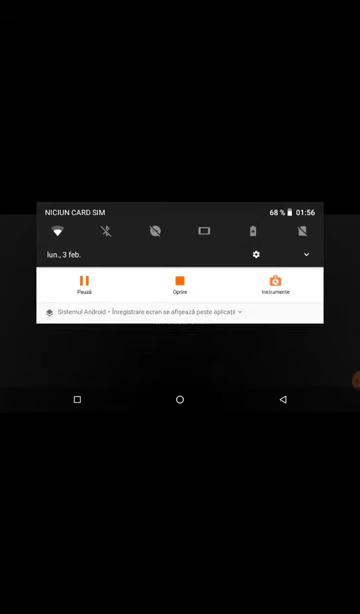 NICIUN CARD SIM 68 % 01:56
lun., 3 feb.
Pauză Oprire Instrumente
Sistemul Android • Înregistrare ecran se afișează peste aplicații